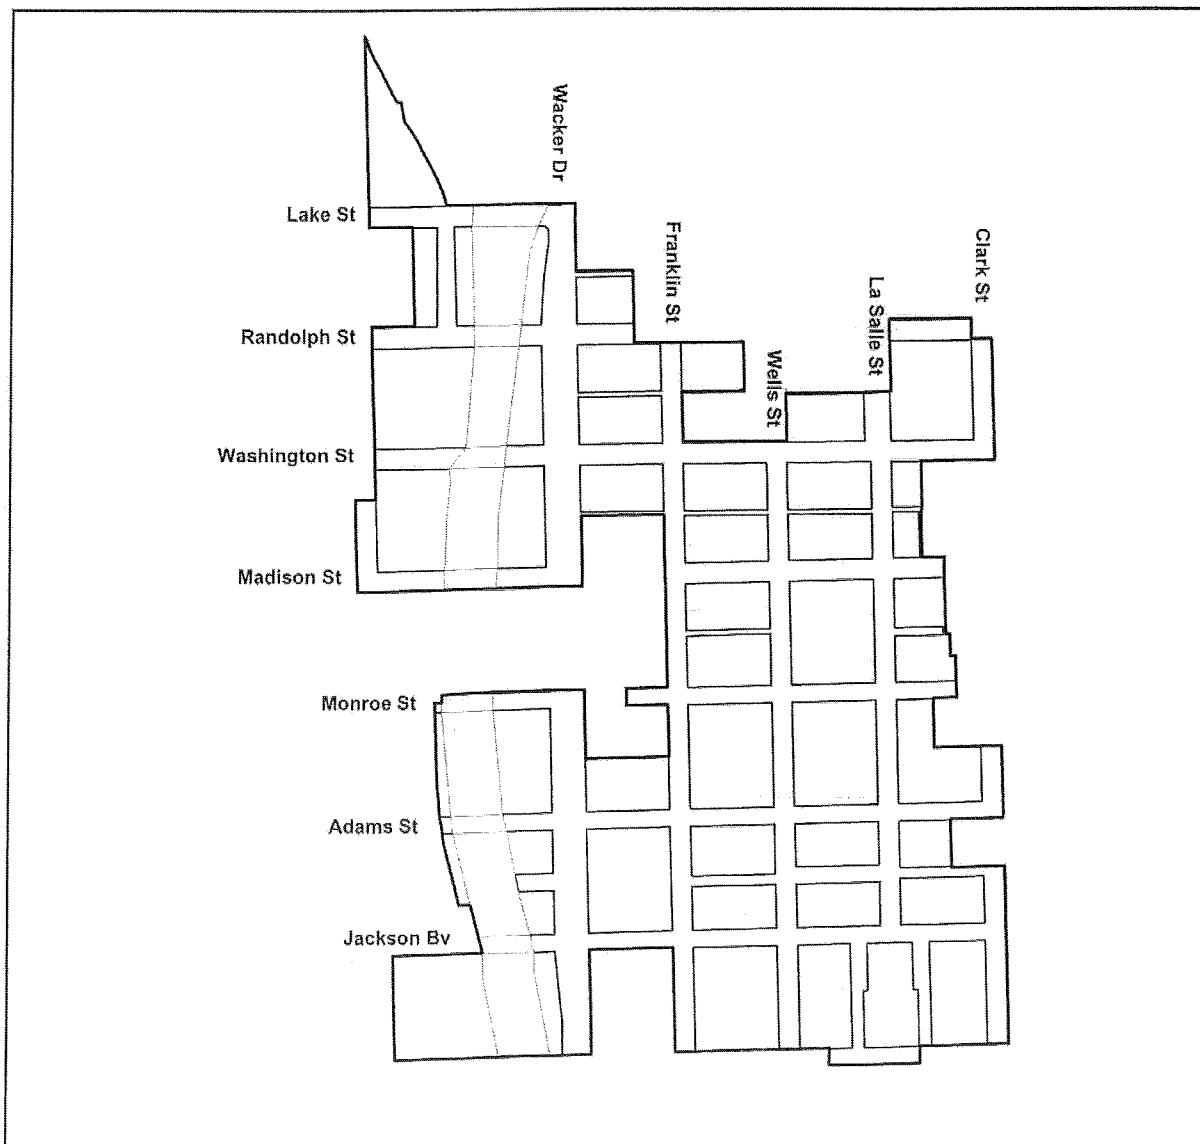 Wacker Dr
Lake St
Franklin St
Clark St
La Salle St
Randolph St
Wells St
Washington St
Madison St
Monroe St
Adams St
Jackson Bv